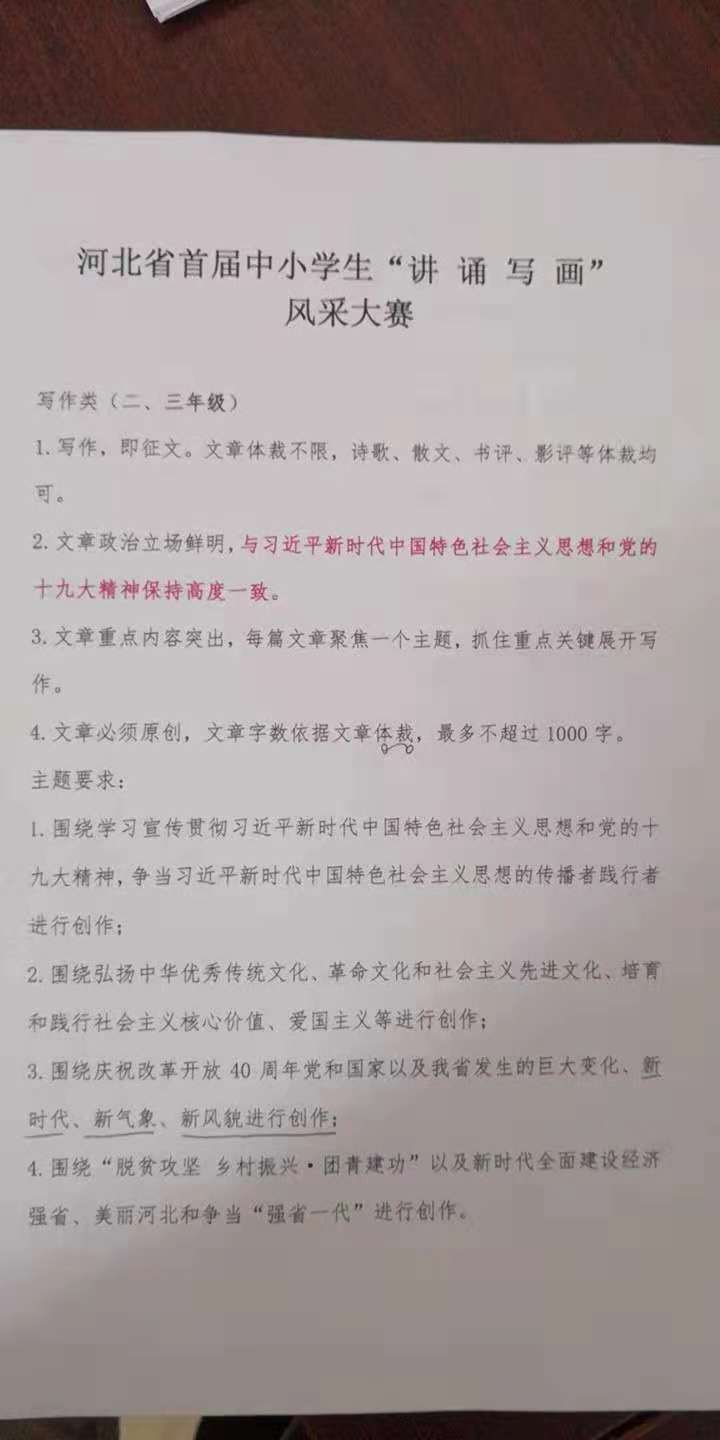 河北省首届中小学生“讲 诵 写 画”
风采大赛
写作类（二、三年级）
1.写作，即征文。文章体裁不限，诗歌、散文、书评、影评等体裁均
可。
2.文章政治立场鲜明，与习近平新时代中国特色社会主义思想和党的
十九大精神保持高度一致。
3.文章重点内容突出，每篇文章聚焦一个主题，抓住重点关键展开写
作。
4.文章必须原创，文章字数依据文章体裁，最多不超过 1000 字。
主题要求：
1.围绕学习宣传贯彻习近平新时代中国特色社会主义思想和党的十
九大精神，争当习近平新时代中国特色社会主义思想的传播者践行者
进行创作；
2.围绕弘扬中华优秀传统文化、革命文化和社会主义先进文化、培育
和践行社会主义核心价值、爱国主义等进行创作；
3.围绕庆祝改革开放 40 周年党和国家以及我省发生的巨大变化、新
时代、新气象、新风貌进行创作；
4.围绕“脱贫攻坚 乡村振兴·团青建功”以及新时代全面建设经济
强省、美丽河北和争当“强省一代”进行创作。